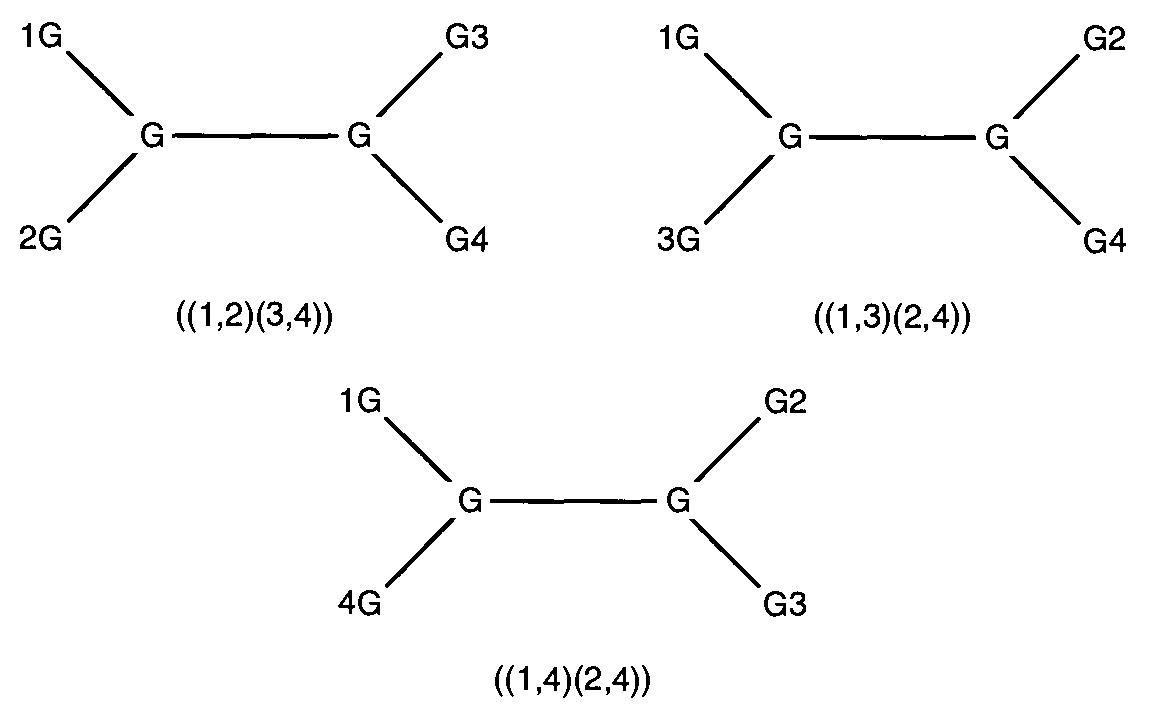 1G G3 1G G2
G G G G
2G G4 3G G4
((1,2)(3,4)) ((1,3)(2,4))
1G G2
G G
4G G3
((1,4)(2,4))